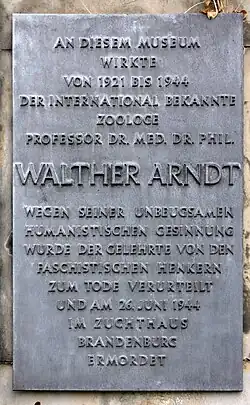 AN DIESEM MUSEUM
WIRKTE
VON 1921 BIS 1944
DER INTERNATIONAL BEKANNTE
ZOOLOGE
PROFESSOR DR. MED. DR. PHIL.
WALTHER ARNDT
WEGEN SEINER UNBEUGSAMEN
HUMANISTISCHEN GESINNUNG
WURDE DER GELEHRTE VON DEN
FASCHISTISCHEN HENKERN
ZUM TODE VERURTEILT
UND AM 26. JUNI 1944
IM ZUCHTHAUS
BRANDENBURG
ERMORDET